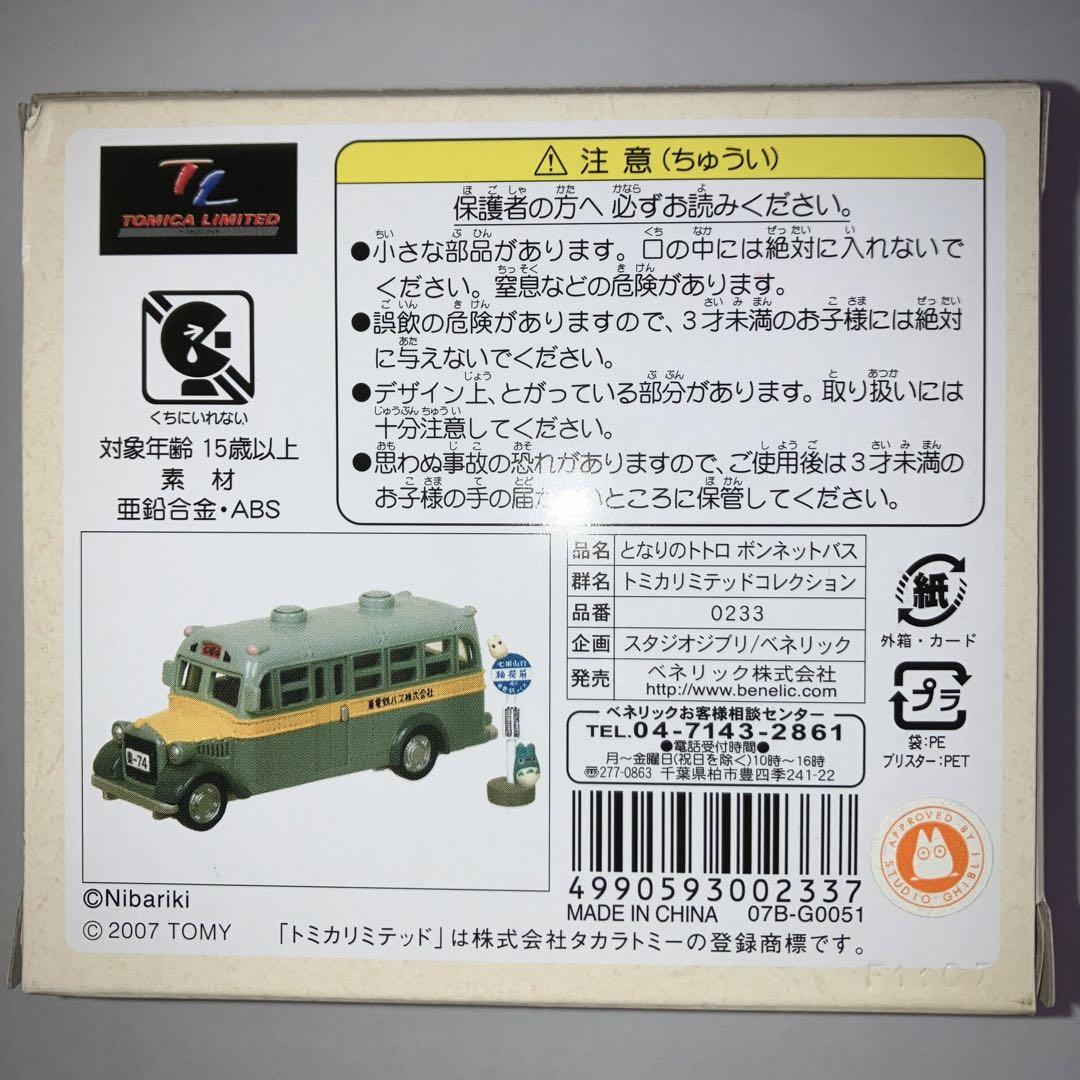 TL
TOMICA LIMITED
くちにいれない
対象年齢 15歳以上
素 材
亜鉛合金・ABS
⚠ 注 意 (ちゅうい)
保護者の方へ 必ずお読みください。
●小さな部品があります。口の中には絶対に入れないで
ください。窒息などの危険があります。
●誤飲の危険がありますので、3才未満のお子様には絶対
に与えないでください。
●デザイン上、とがっている部分があります。取り扱いには
十分注意してください。
●思わぬ事故の恐れがありますので、ご使用後は3才未満の
お子様の手の届かないところに保管してください。
七国山行
稲荷前
東電鉄バス株式会社
東-74
品名 となりのトトロ ボンネットバス
群名 トミカリミテッドコレクション
品番 0233
企画 スタジオジブリ/ベネリック
発売 ベネリック株式会社
http://www.benelic.com/
ベネリックお客様相談センター
TEL.04-7143-2861
●電話受付時間●
月〜金曜日(祝日を除く)10時〜16時
〒277-0863 千葉県柏市豊四季241-22
紙
外箱・カード
プラ
袋:PE
ブリスター:PET
4990593002337
MADE IN CHINA 07B-G0051
APPROVED BY STUDIO GHIBLI
©Nibariki
© 2007 TOMY 「トミカリミテッド」は株式会社タカラトミーの登録商標です。